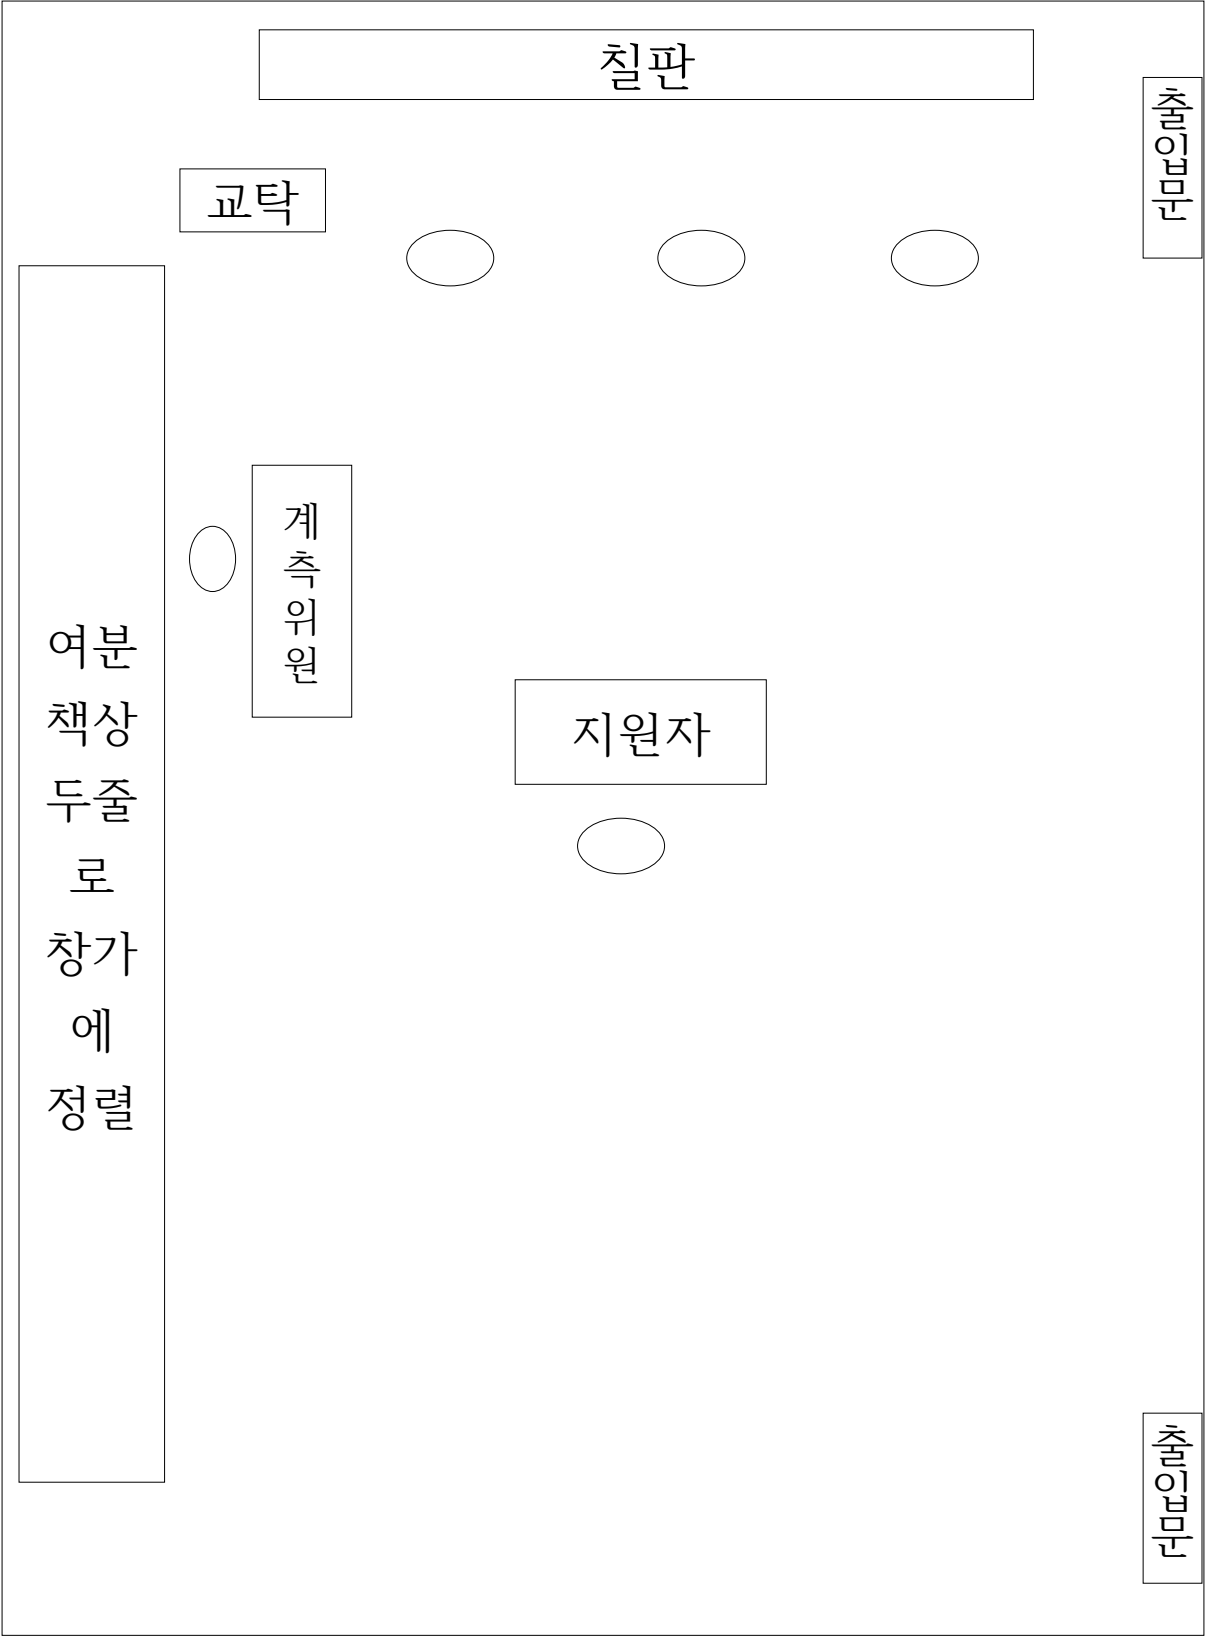 칠판
출입문
교탁
계
측
위
원
여분
책상
두줄
로
창가
에
정렬
지원자
출입문